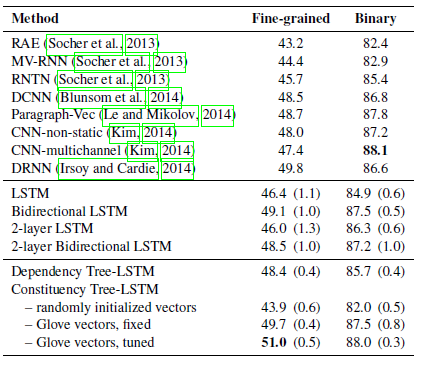 Method Fine-grained Binary
RAE (Socher et al., 2013) 43.2 82.4
MV-RNN (Socher et al., 2013) 44.4 82.9
RNTN (Socher et al., 2013) 45.7 85.4
DCNN (Blunsom et al., 2014) 48.5 86.8
Paragraph-Vec (Le and Mikolov, 2014) 48.7 87.8
CNN-non-static (Kim, 2014) 48.0 87.2
CNN-multichannel (Kim, 2014) 47.4 88.1
DRNN (Irsoy and Cardie, 2014) 49.8 86.6
LSTM 46.4 (1.1) 84.9 (0.6)
Bidirectional LSTM 49.1 (1.0) 87.5 (0.5)
2-layer LSTM 46.0 (1.3) 86.3 (0.6)
2-layer Bidirectional LSTM 48.5 (1.0) 87.2 (1.0)
Dependency Tree-LSTM 48.4 (0.4) 85.7 (0.4)
Constituency Tree-LSTM
– randomly initialized vectors 43.9 (0.6) 82.0 (0.5)
– Glove vectors, fixed 49.7 (0.4) 87.5 (0.8)
– Glove vectors, tuned 51.0 (0.5) 88.0 (0.3)